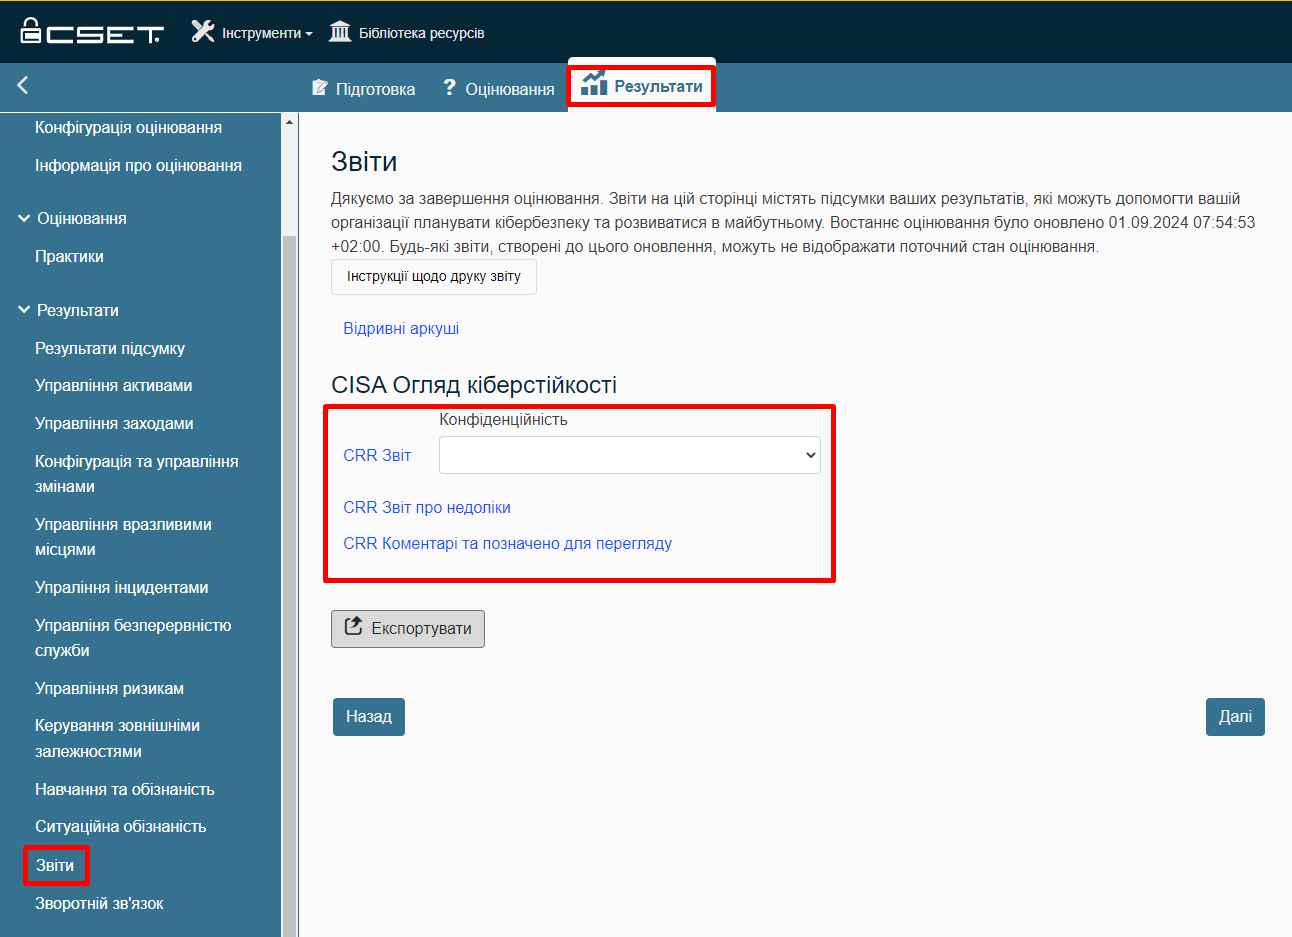 CSET
Інструменти
Бібліотека ресурсів
Підготовка
? Оцінювання
Результати
Конфігурація оцінювання
Інформація про оцінювання
Оцінювання
Практики
Результати
Результати підсумку
Управління активами
Управління заходами
Конфігурація та управління
змінами
Управління вразливими
місцями
Упраління інцидентами
Управліня безперервністю
служби
Управління ризикам
Керування зовнішніми
залежностями
Навчання та обізнаність
Ситуаційна обізнаність
Звіти
Зворотній зв'язок
Звіти
Дякуємо за завершення оцінювання. Звіти на цій сторінці містять підсумки ваших результатів, які можуть допомогти вашій
організації планувати кібербезпеку та розвиватися в майбутньому. Востаннє оцінювання було оновлено 01.09.2024 07:54:53
+02:00. Будь-які звіти, створені до цього оновлення, можуть не відображати поточний стан оцінювання.
Інструкції щодо друку звіту
Відривні аркуші
CISA Огляд кіберстійкості
Конфіденційність
CRR Звіт
CRR Звіт про недоліки
CRR Коментарі та позначено для перегляду
Експортувати
Назад
Далі